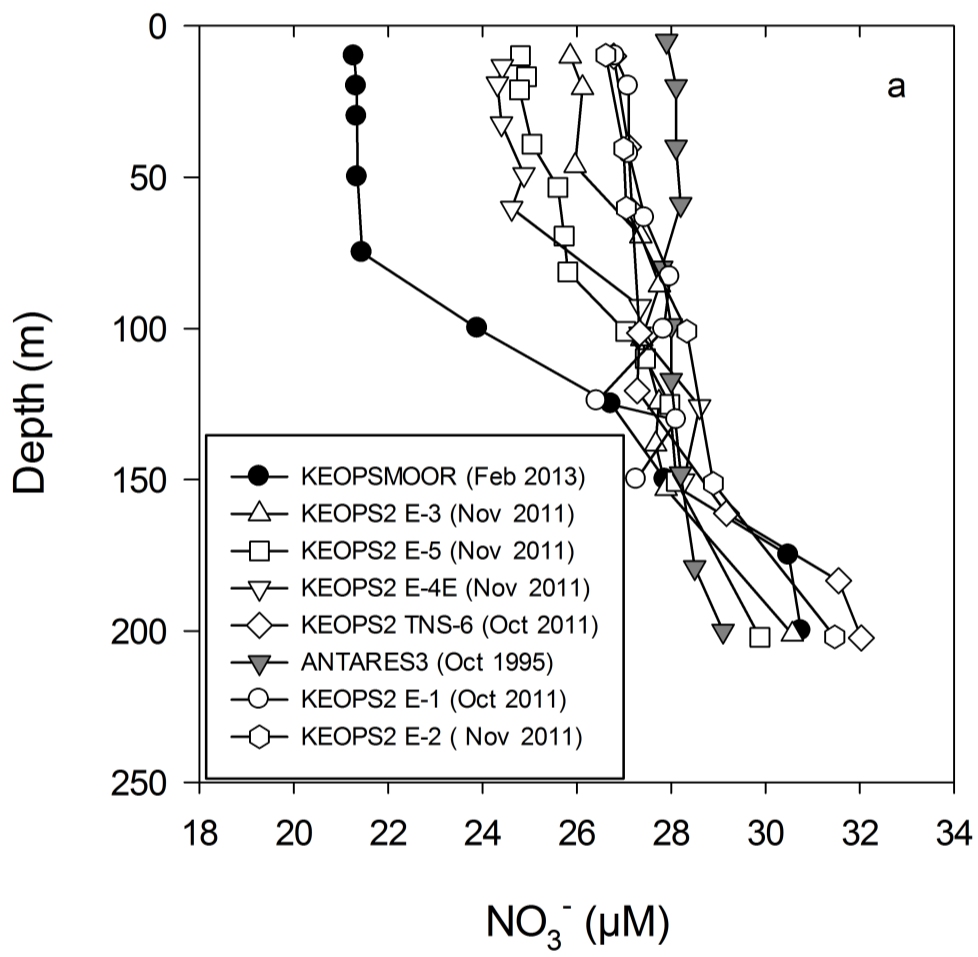 a
0
50
100
150
200
250
Depth (m)
KEOPSMOOR (Feb 2013)
KEOPS2 E-3 (Nov 2011)
KEOPS2 E-5 (Nov 2011)
KEOPS2 E-4E (Nov 2011)
KEOPS2 TNS-6 (Oct 2011)
ANTARES3 (Oct 1995)
KEOPS2 E-1 (Oct 2011)
KEOPS2 E-2 ( Nov 2011)
18 20 22 24 26 28 30 32 34
NO₃⁻ (µM)